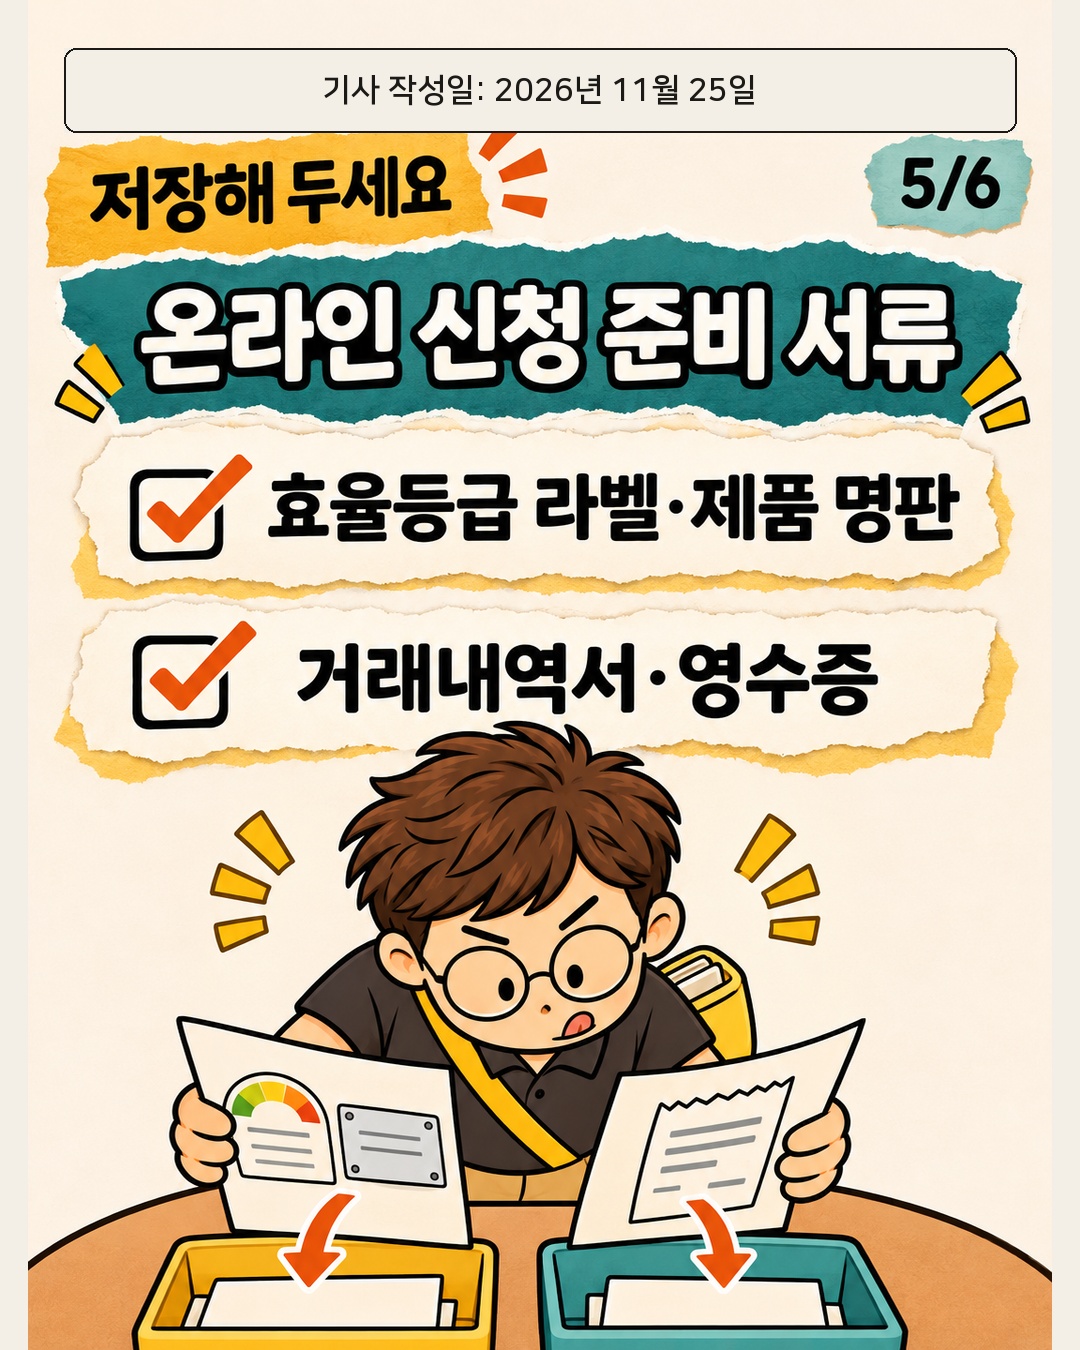 기사 작성일: 2026년 11월 25일
저장해 두세요
5/6
온라인 신청 준비 서류
효율등급 라벨·제품 명판
거래내역서·영수증